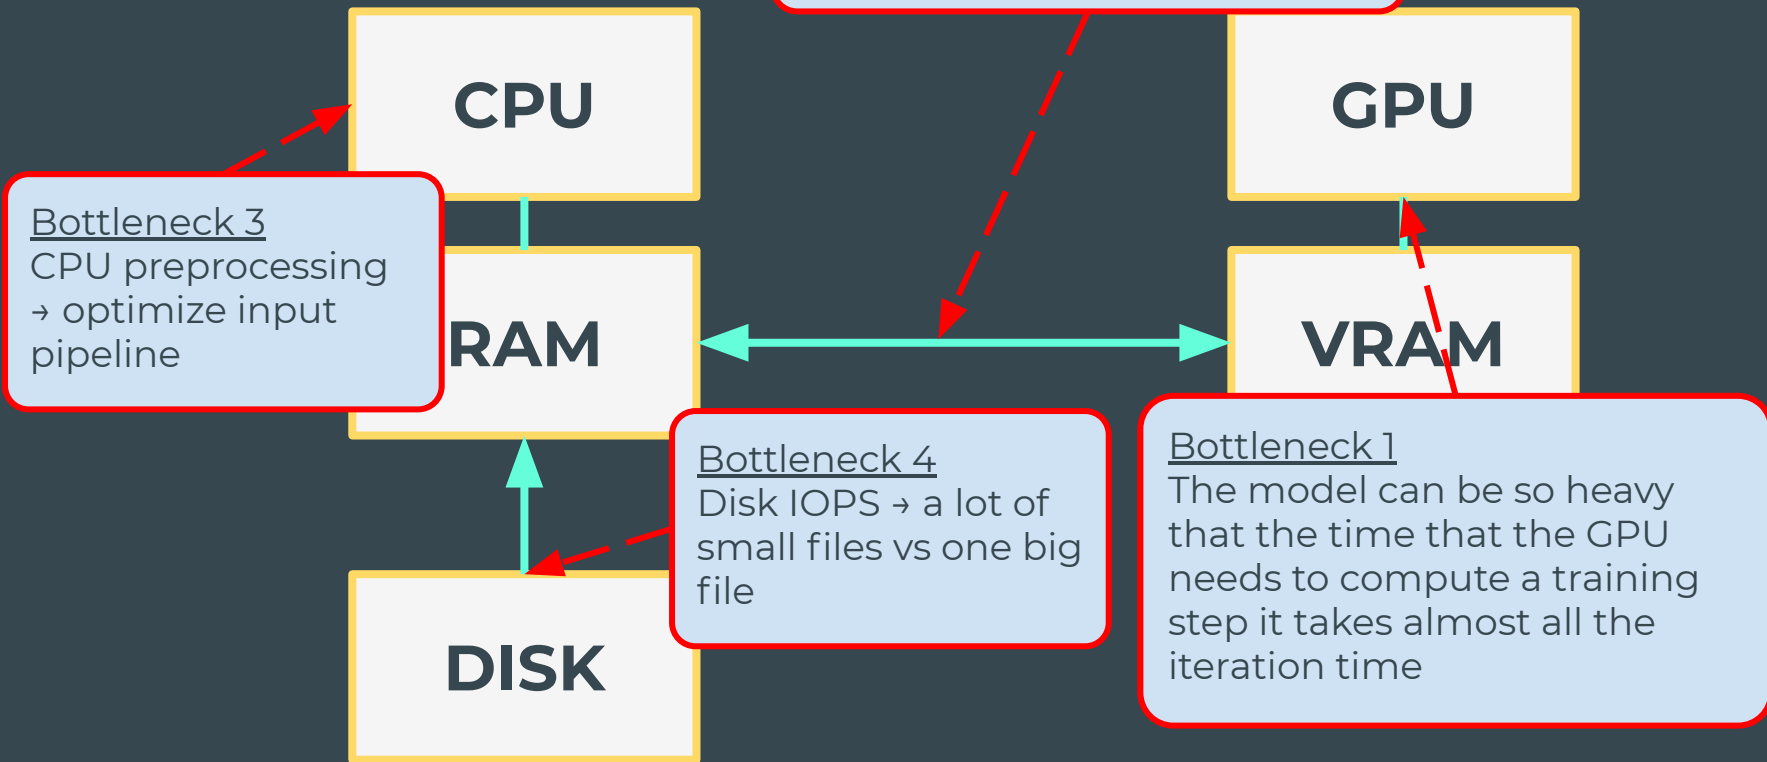 CPU
GPU
Bottleneck 3
CPU preprocessing
→ optimize input
pipeline
RAM
VRAM
Bottleneck 4
Disk IOPS → a lot of
small files vs one big
file
Bottleneck 1
The model can be so heavy
that the time that the GPU
needs to compute a training
step it takes almost all the
iteration time
DISK